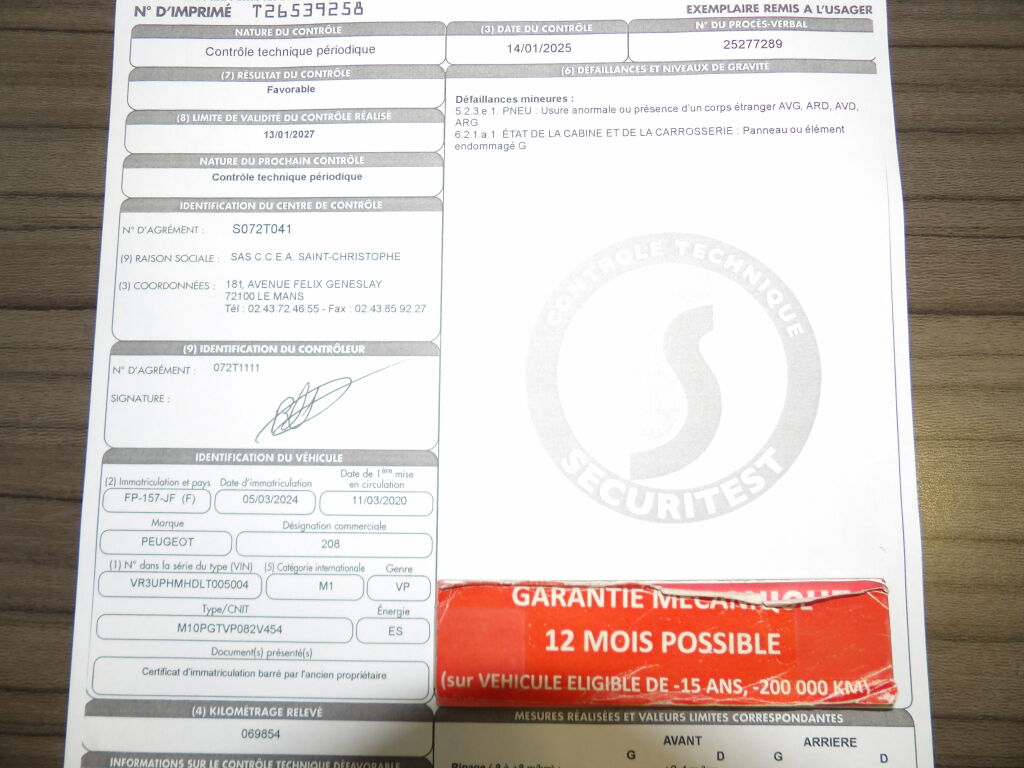 N° D'IMPRIMÉ T26539258
EXEMPLAIRE REMIS A L'USAGER
NATURE DU CONTRÔLE
Contrôle technique périodique
(3) DATE DU CONTRÔLE
14/01/2025
N° DU PROCÈS-VERBAL
25277289
(7) RÉSULTAT DU CONTRÔLE
Favorable
(8) LIMITE DE VALIDITÉ DU CONTRÔLE RÉALISÉ
13/01/2027
NATURE DU PROCHAIN CONTRÔLE
Contrôle technique périodique
(6) DÉFAILLANCES ET NIVEAUX DE GRAVITÉ
Défaillances mineures :
5.2.3.e.1. PNEU : Usure anormale ou présence d'un corps étranger AVG, ARD, AVD,
ARG
6.2.1.a.1. ÉTAT DE LA CABINE ET DE LA CARROSSERIE : Panneau ou élément
endommagé G
IDENTIFICATION DU CENTRE DE CONTRÔLE
N° D'AGRÉMENT : S072T041
(9) RAISON SOCIALE : SAS C.C.E.A. SAINT-CHRISTOPHE
(3) COORDONNÉES : 181, AVENUE FELIX GENESLAY
72100 LE MANS
Tél : 02.43.72.46.55 - Fax : 02.43.85.92.27
(9) IDENTIFICATION DU CONTRÔLEUR
N° D'AGRÉMENT : 072T1111
SIGNATURE :
CONTROLE TECHNIQUE
S
SECURITEST
IDENTIFICATION DU VÉHICULE
(2) Immatriculation et pays
FP-157-JF (F)
Date d'immatriculation
05/03/2024
Date de 1ère mise
en circulation
11/03/2020
Marque
PEUGEOT
Désignation commerciale
208
(1) N° dans la série du type (VIN)
VR3UPHMHDLT005004
(5) Catégorie internationale
M1
Genre
VP
Type/CNIT
M10PGTVP082V454
Énergie
ES
Document(s) présenté(s)
Certificat d'immatriculation barré par l'ancien propriétaire
GARANTIE MECANIQUE
12 MOIS POSSIBLE
(sur VEHICULE ELIGIBLE DE -15 ANS, -200 000 KM)
(4) KILOMÉTRAGE RELEVÉ
069854
INFORMATIONS SUR LE CONTRÔLE TECHNIQUE DÉFAVORABLE
MESURES RÉALISÉES ET VALEURS LIMITES CORRESPONDANTES
AVANT
ARRIERE
G D G D